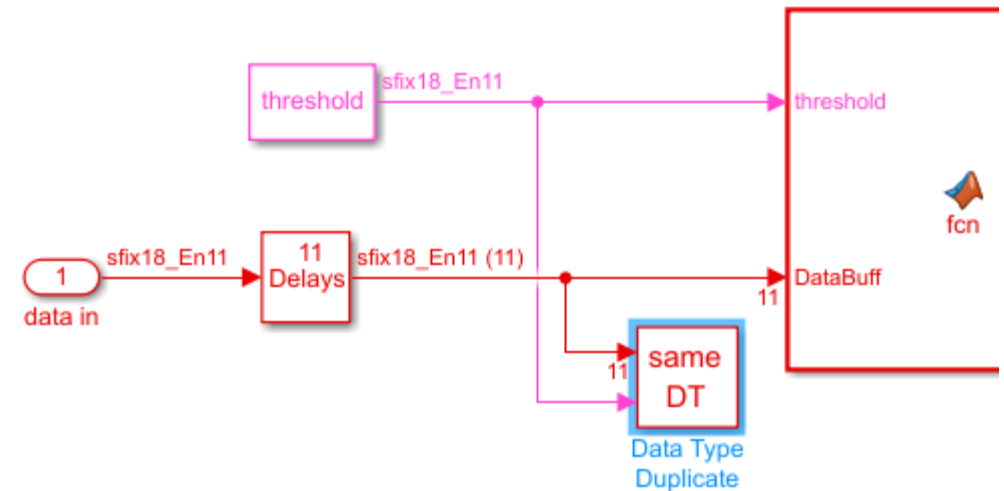 sfix18_En11
threshold
threshold
fcn
sfix18_En11
11
Delays
sfix18_En11 (11)
1
data in
DataBuff
11
11
same
DT
Data Type
Duplicate